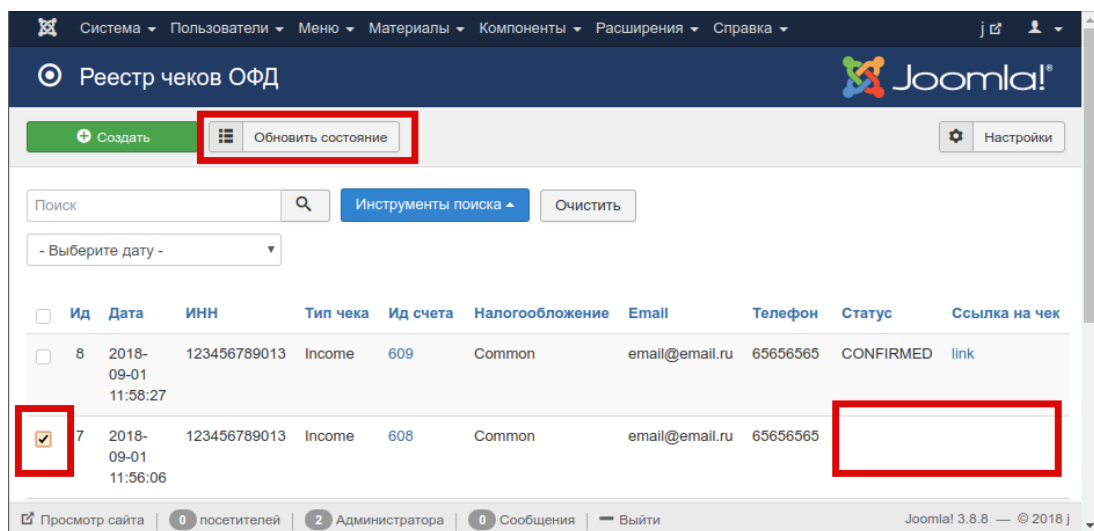 Система Пользователи Меню Материалы Компоненты Расширения Справка j
Реестр чеков ОФД
Joomla!®
Создать Обновить состояние Настройки
Поиск Инструменты поиска Очистить
- Выберите дату -
Ид Дата ИНН Тип чека Ид счета Налогообложение Email Телефон Статус Ссылка на чек
8 2018- 123456789013 Income 609 Common email@email.ru 65656565 CONFIRMED link
09-01
11:58:27
7 2018- 123456789013 Income 608 Common email@email.ru 65656565
09-01
11:56:06
Просмотр сайта | 0 посетителей | 2 Администратора | 0 Сообщения | Выйти Joomla! 3.8.8 — © 2018 j